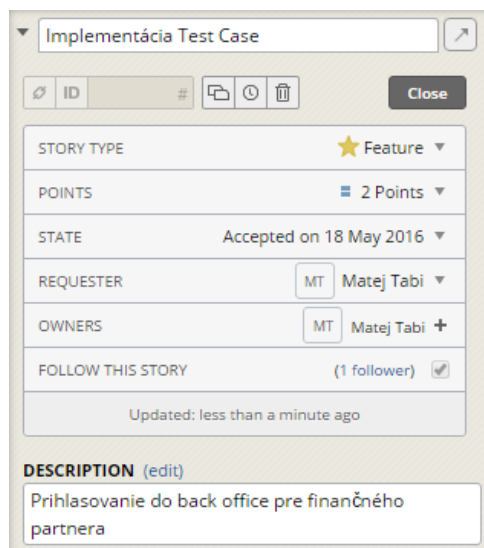 Implementácia Test Case
ID #
Close
STORY TYPE Feature
POINTS 2 Points
STATE Accepted on 18 May 2016
REQUESTER MT Matej Tabi
OWNERS MT Matej Tabi +
FOLLOW THIS STORY (1 follower)
Updated: less than a minute ago
DESCRIPTION (edit)
Prihlasovanie do back office pre finančného
partnera